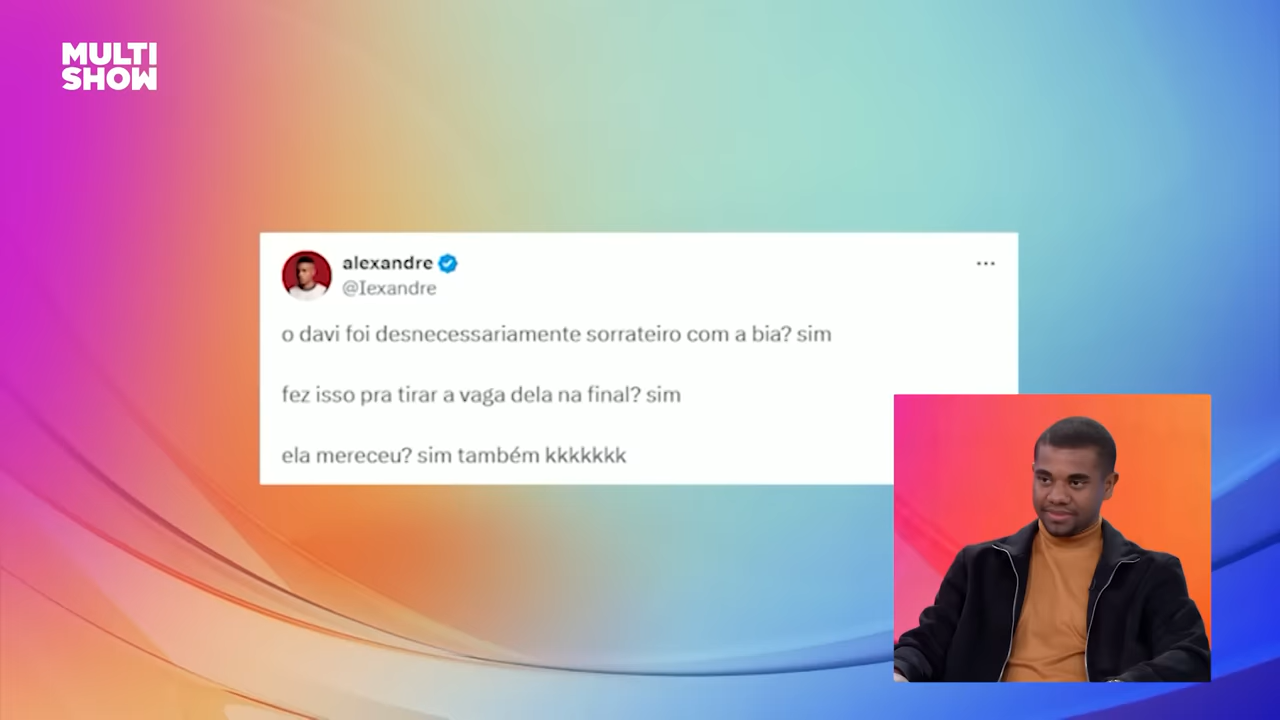 MULTI
SHOW
alexandre
@Iexandre
o davi foi desnecessariamente sorrateiro com a bia? sim
fez isso pra tirar a vaga dela na final? sim
ela mereceu? sim também kkkkkkk